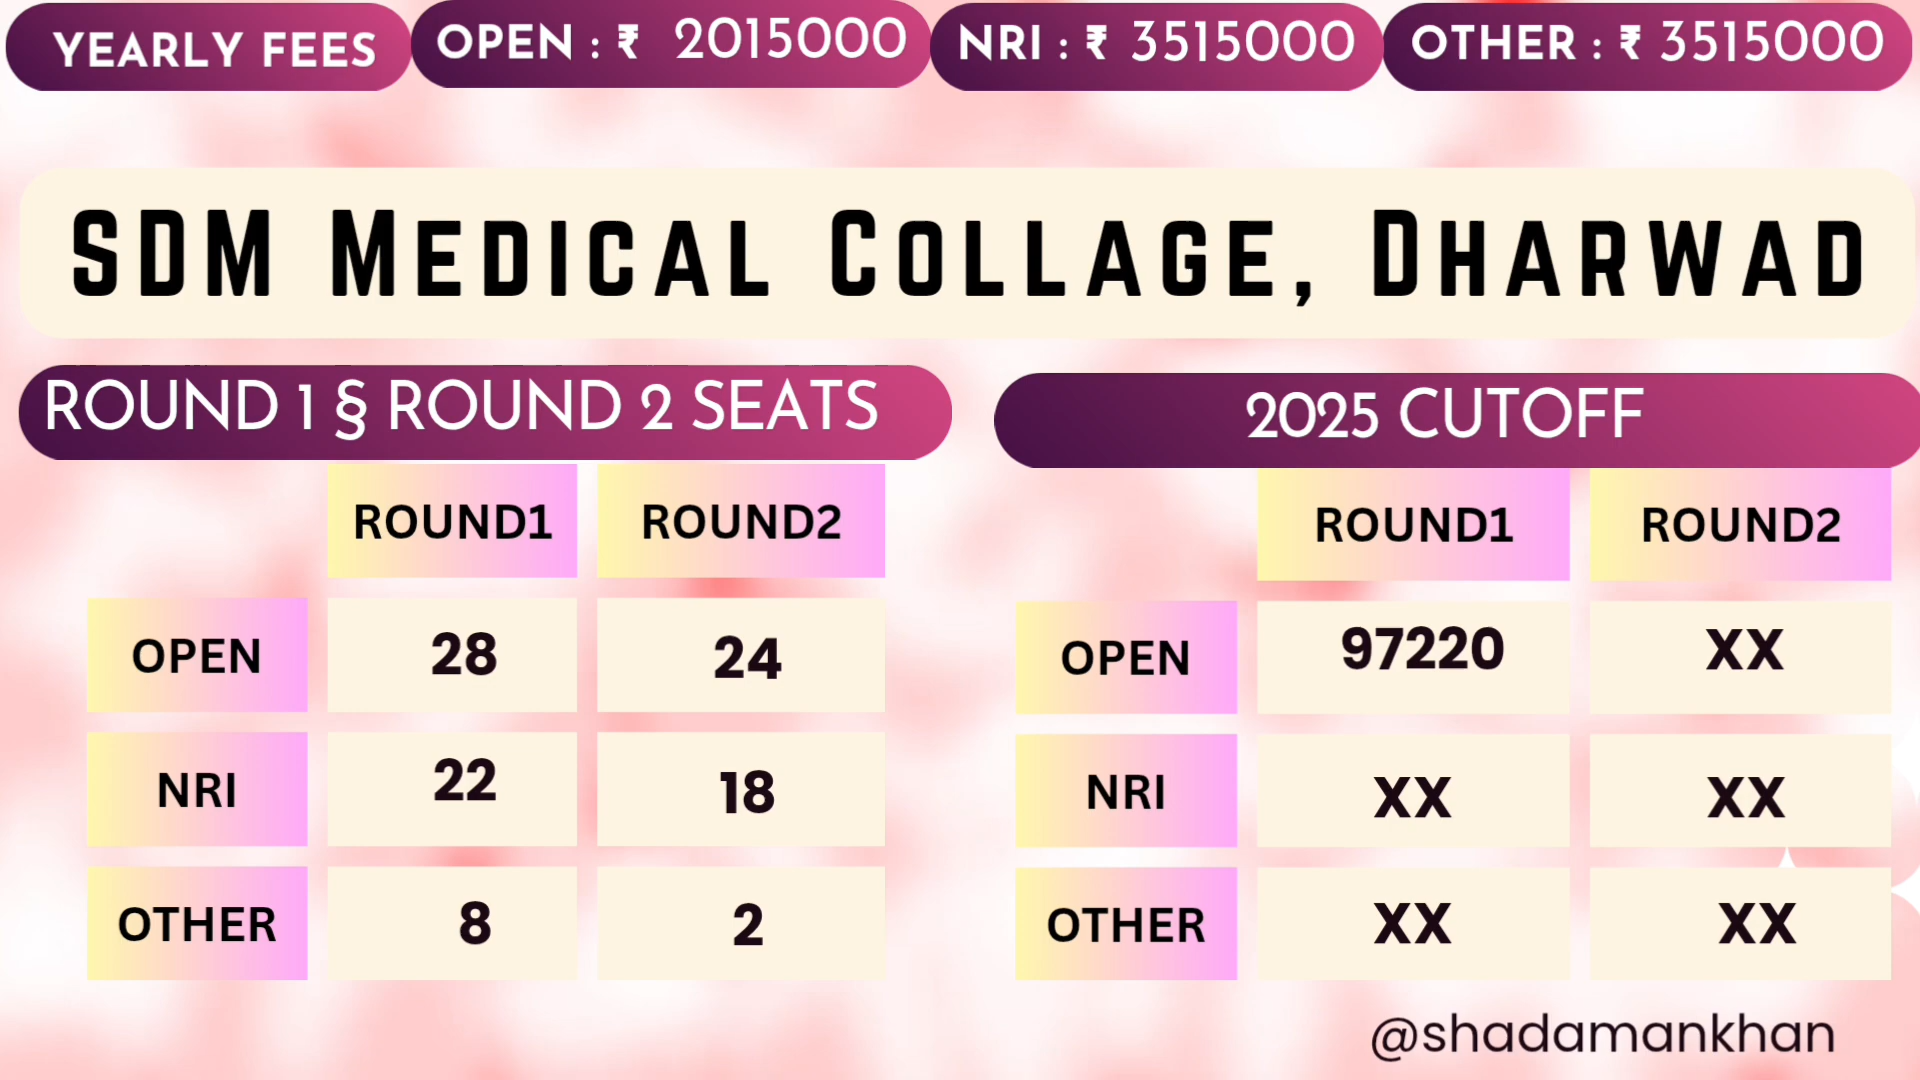 YEARLY FEES OPEN : ₹ 2015000 NRI : ₹ 3515000 OTHER : ₹ 3515000
SDM MEDICAL COLLAGE, DHARWAD
ROUND 1 § ROUND 2 SEATS
ROUND1 ROUND2
OPEN 28 24
NRI 22 18
OTHER 8 2
2025 CUTOFF
ROUND1 ROUND2
OPEN 97220 XX
NRI XX XX
OTHER XX XX
@shadamankhan